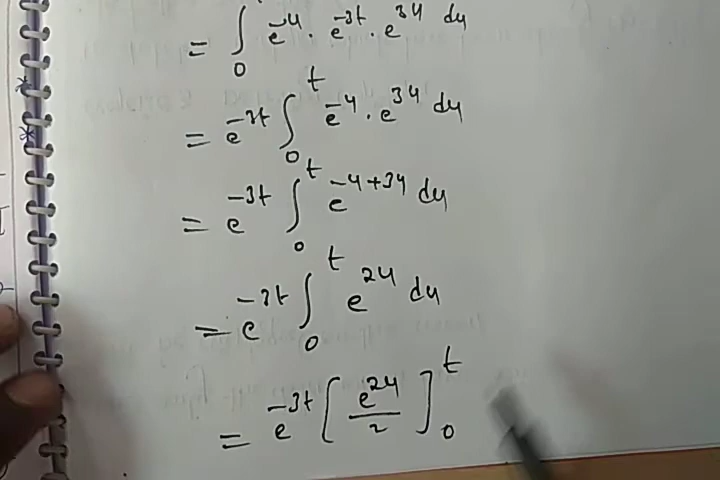 = ∫₀ e^{-u} · e^{-3t} · e^{3u} du
= e^{-3t} ∫₀^t e^{-u} · e^{3u} du
= e^{-3t} ∫₀^t e^{-u+3u} du
= e^{-3t} ∫₀^t e^{2u} du
= e^{-3t} [e^{2u}/2]₀^t